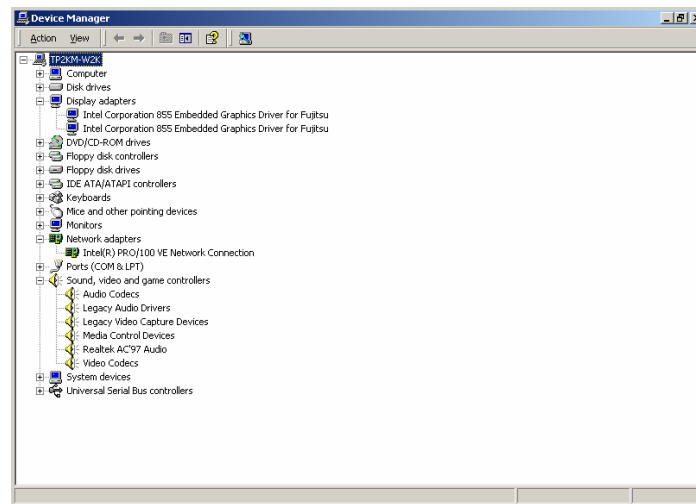 Device Manager
Action View
TP2KM-W2K
Computer
Disk drives
Display adapters
Intel Corporation 855 Embedded Graphics Driver for Fujitsu
Intel Corporation 855 Embedded Graphics Driver for Fujitsu
DVD/CD-ROM drives
Floppy disk controllers
Floppy disk drives
IDE ATA/ATAPI controllers
Keyboards
Mice and other pointing devices
Monitors
Network adapters
Intel(R) PRO/100 VE Network Connection
Ports (COM & LPT)
Sound, video and game controllers
Audio Codecs
Legacy Audio Drivers
Legacy Video Capture Devices
Media Control Devices
Realtek AC'97 Audio
Video Codecs
System devices
Universal Serial Bus controllers